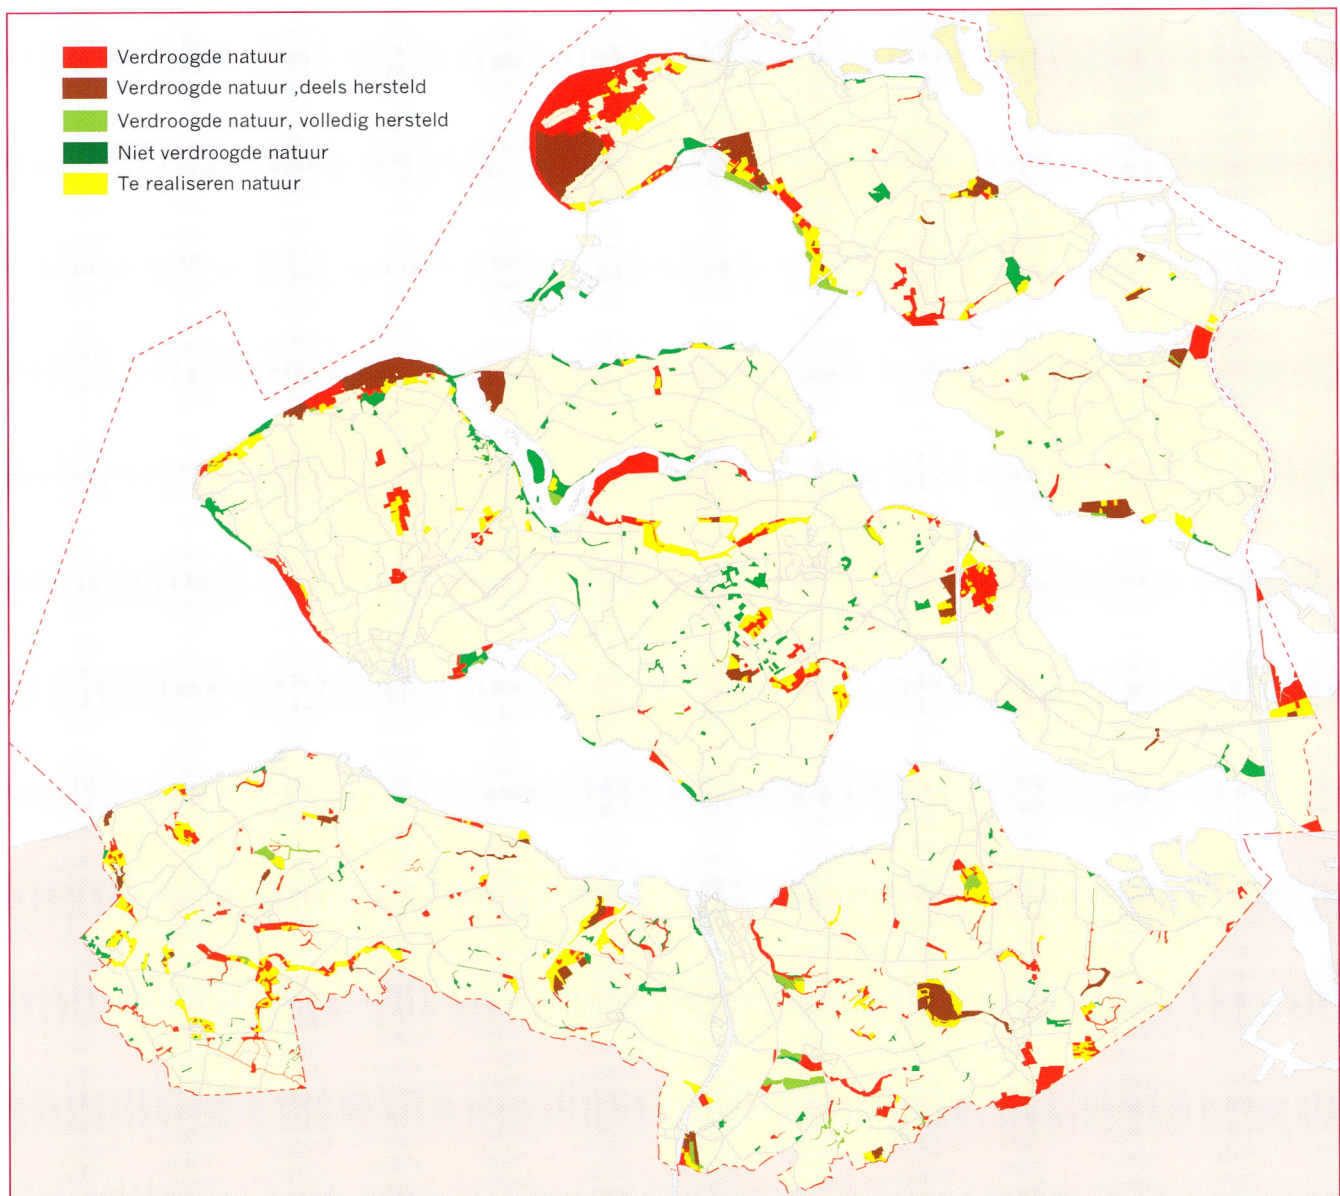 Verdroogde natuur
Verdroogde natuur ,deels hersteld
Verdroogde natuur, volledig hersteld
Niet verdroogde natuur
Te realiseren natuur